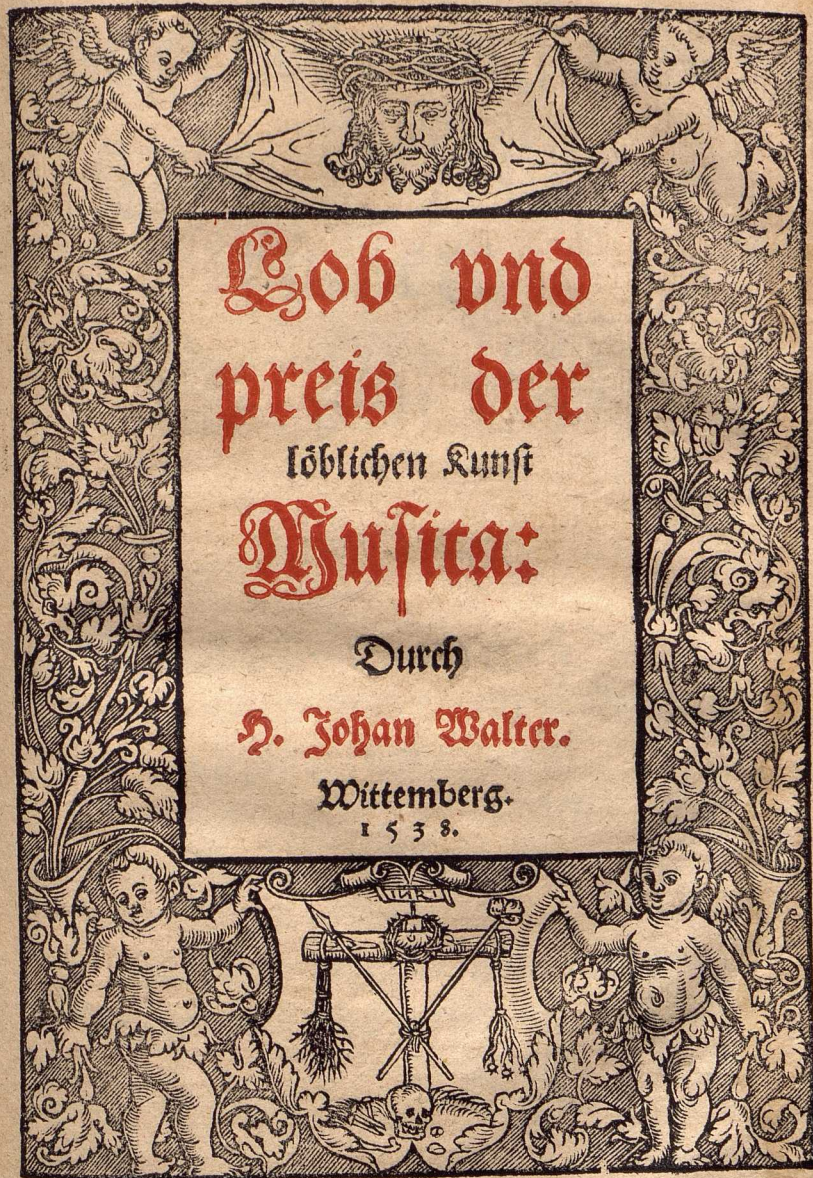 Lob vnd
preis der
löblichen Kunst
Musica:
Durch
H. Johan Walter.
Wittemberg.
1538.